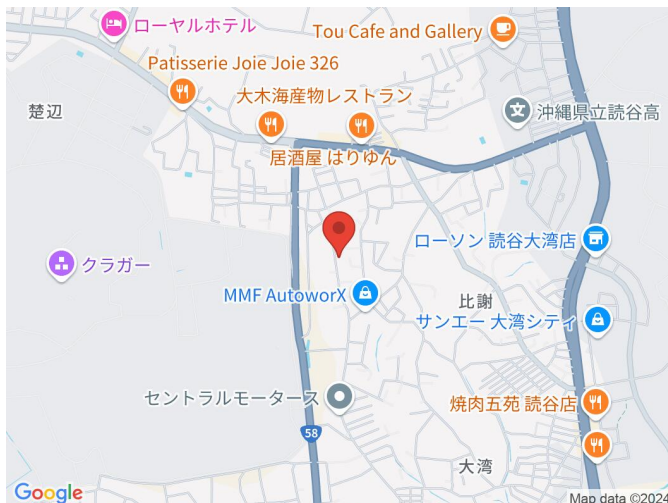 ローヤルホテル
Tou Cafe and Gallery
Patisserie Joie Joie 326
楚辺
大木海産物レストラン
沖縄県立読谷高
居酒屋 はりゆん
ローソン 読谷大湾店
クラガー
MMF AutoworX
比謝
サンエー 大湾シティ
セントラルモータース
焼肉五苑 読谷店
58
大湾
Google
Map data ©2024